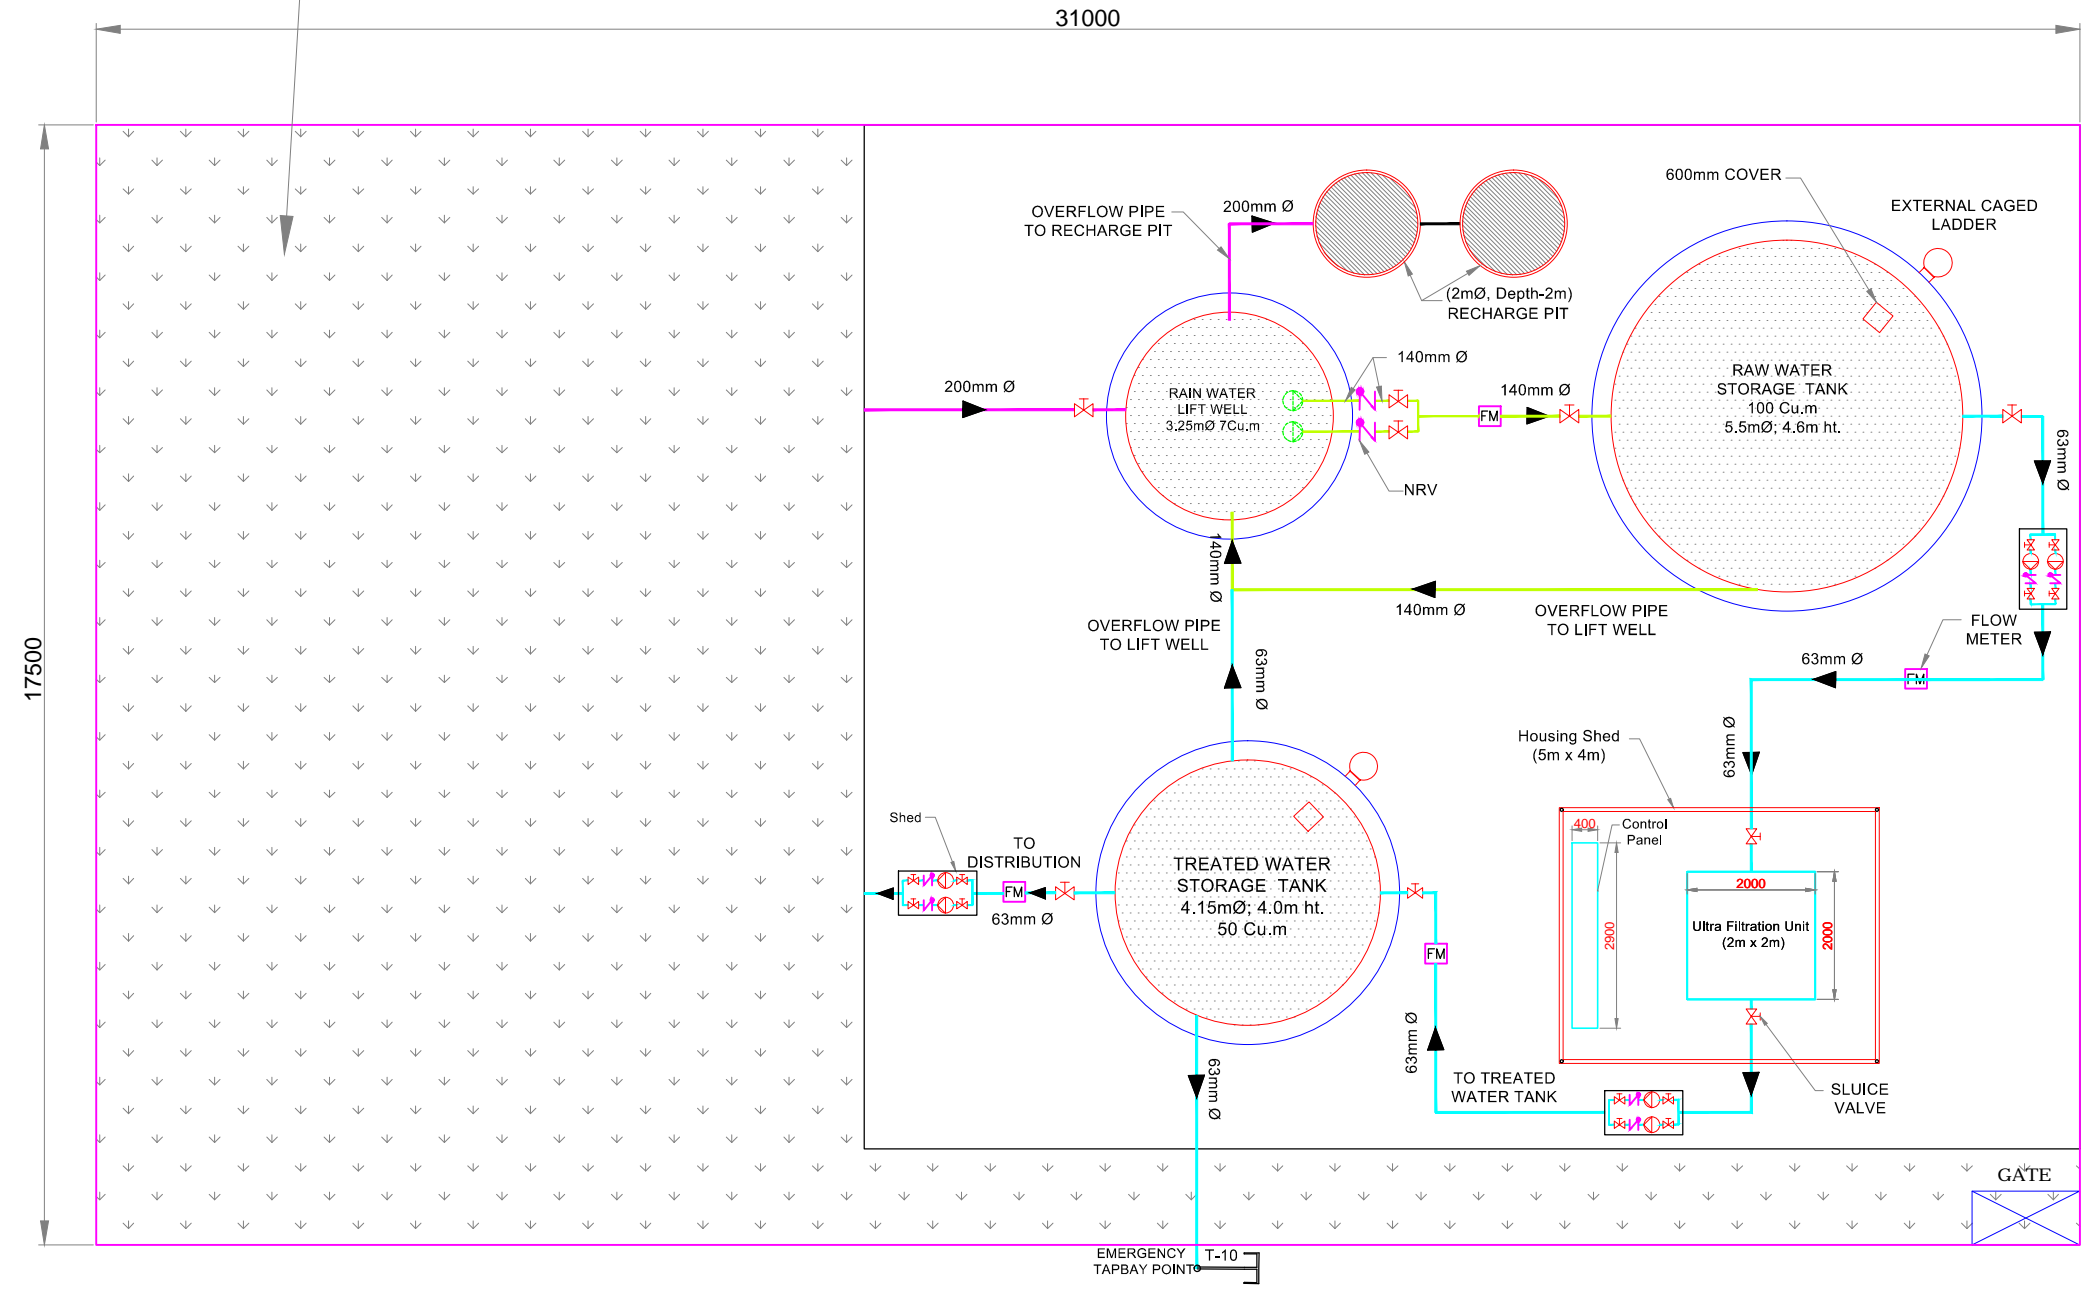 31000
17500
200mm Ø
OVERFLOW PIPE
TO RECHARGE PIT
600mm COVER
EXTERNAL CAGED
LADDER
(2mØ, Depth-2m)
RECHARGE PIT
140mm Ø
200mm Ø
RAIN WATER
LIFT WELL
3.25mØ 7Cu.m
FM
140mm Ø
RAW WATER
STORAGE TANK
100 Cu.m
5.5mØ; 4.6m ht.
63mm Ø
NRV
140mm Ø
140mm Ø
OVERFLOW PIPE
TO LIFT WELL
OVERFLOW PIPE
TO LIFT WELL
FLOW
METER
63mm Ø
63mm Ø
FM
63mm Ø
Housing Shed
(5m x 4m)
Shed
TO
DISTRIBUTION
FM
63mm Ø
TREATED WATER
STORAGE TANK
4.15mØ; 4.0m ht.
50 Cu.m
400
Control
Panel
2900
2000
2000
Ultra Filtration Unit
(2m x 2m)
FM
63mm Ø
63mm Ø
TO TREATED
WATER TANK
SLUICE
VALVE
GATE
EMERGENCY
TAPBAY POINT
T-10